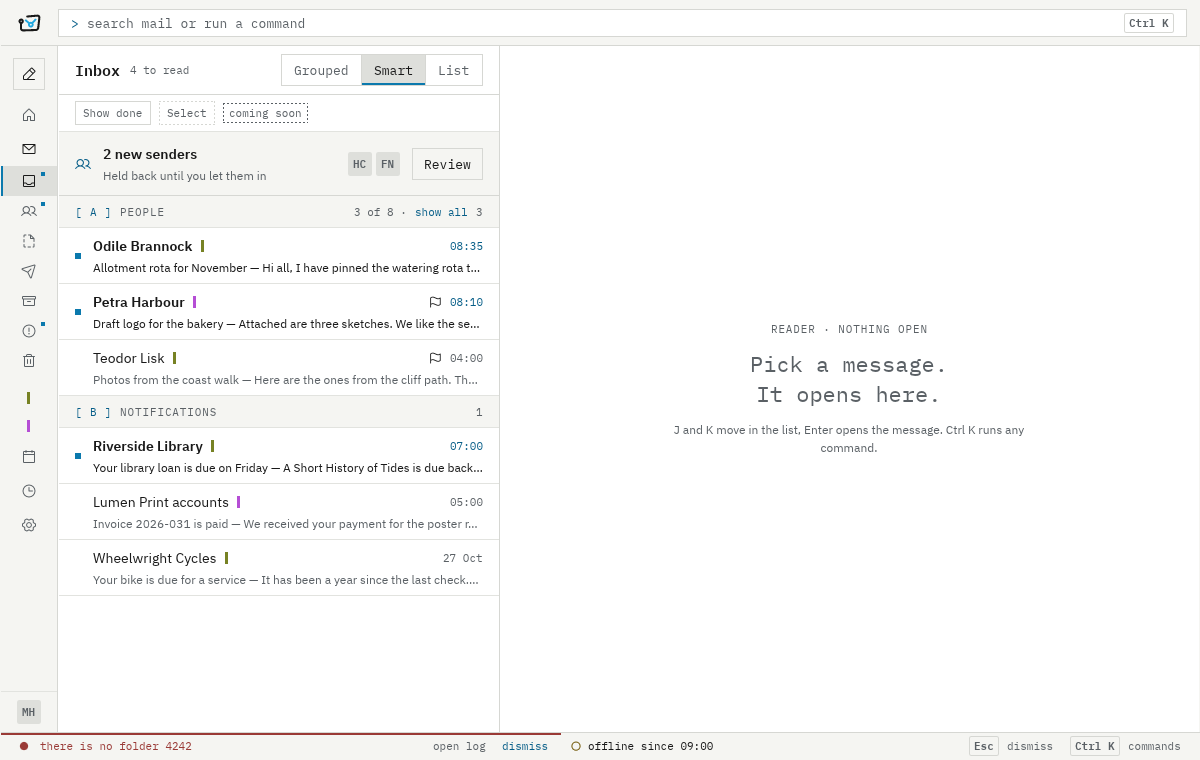 > search mail or run a command Ctrl K
Inbox 4 to read Grouped Smart List
Show done Select coming soon
2 new senders
Held back until you let them in
HC FN Review
[ A ] PEOPLE 3 of 8 · show all 3
Odile Brannock 08:35
Allotment rota for November — Hi all, I have pinned the watering rota t…
Petra Harbour 08:10
Draft logo for the bakery — Attached are three sketches. We like the se…
Teodor Lisk 04:00
Photos from the coast walk — Here are the ones from the cliff path. Th…
[ B ] NOTIFICATIONS 1
Riverside Library 07:00
Your library loan is due on Friday — A Short History of Tides is due back…
Lumen Print accounts 05:00
Invoice 2026-031 is paid — We received your payment for the poster r…
Wheelwright Cycles 27 Oct
Your bike is due for a service — It has been a year since the last check.…
READER · NOTHING OPEN
Pick a message.
It opens here.
J and K move in the list, Enter opens the message. Ctrl K runs any
command.
MH
there is no folder 4242 open log dismiss offline since 09:00 Esc dismiss Ctrl K commands